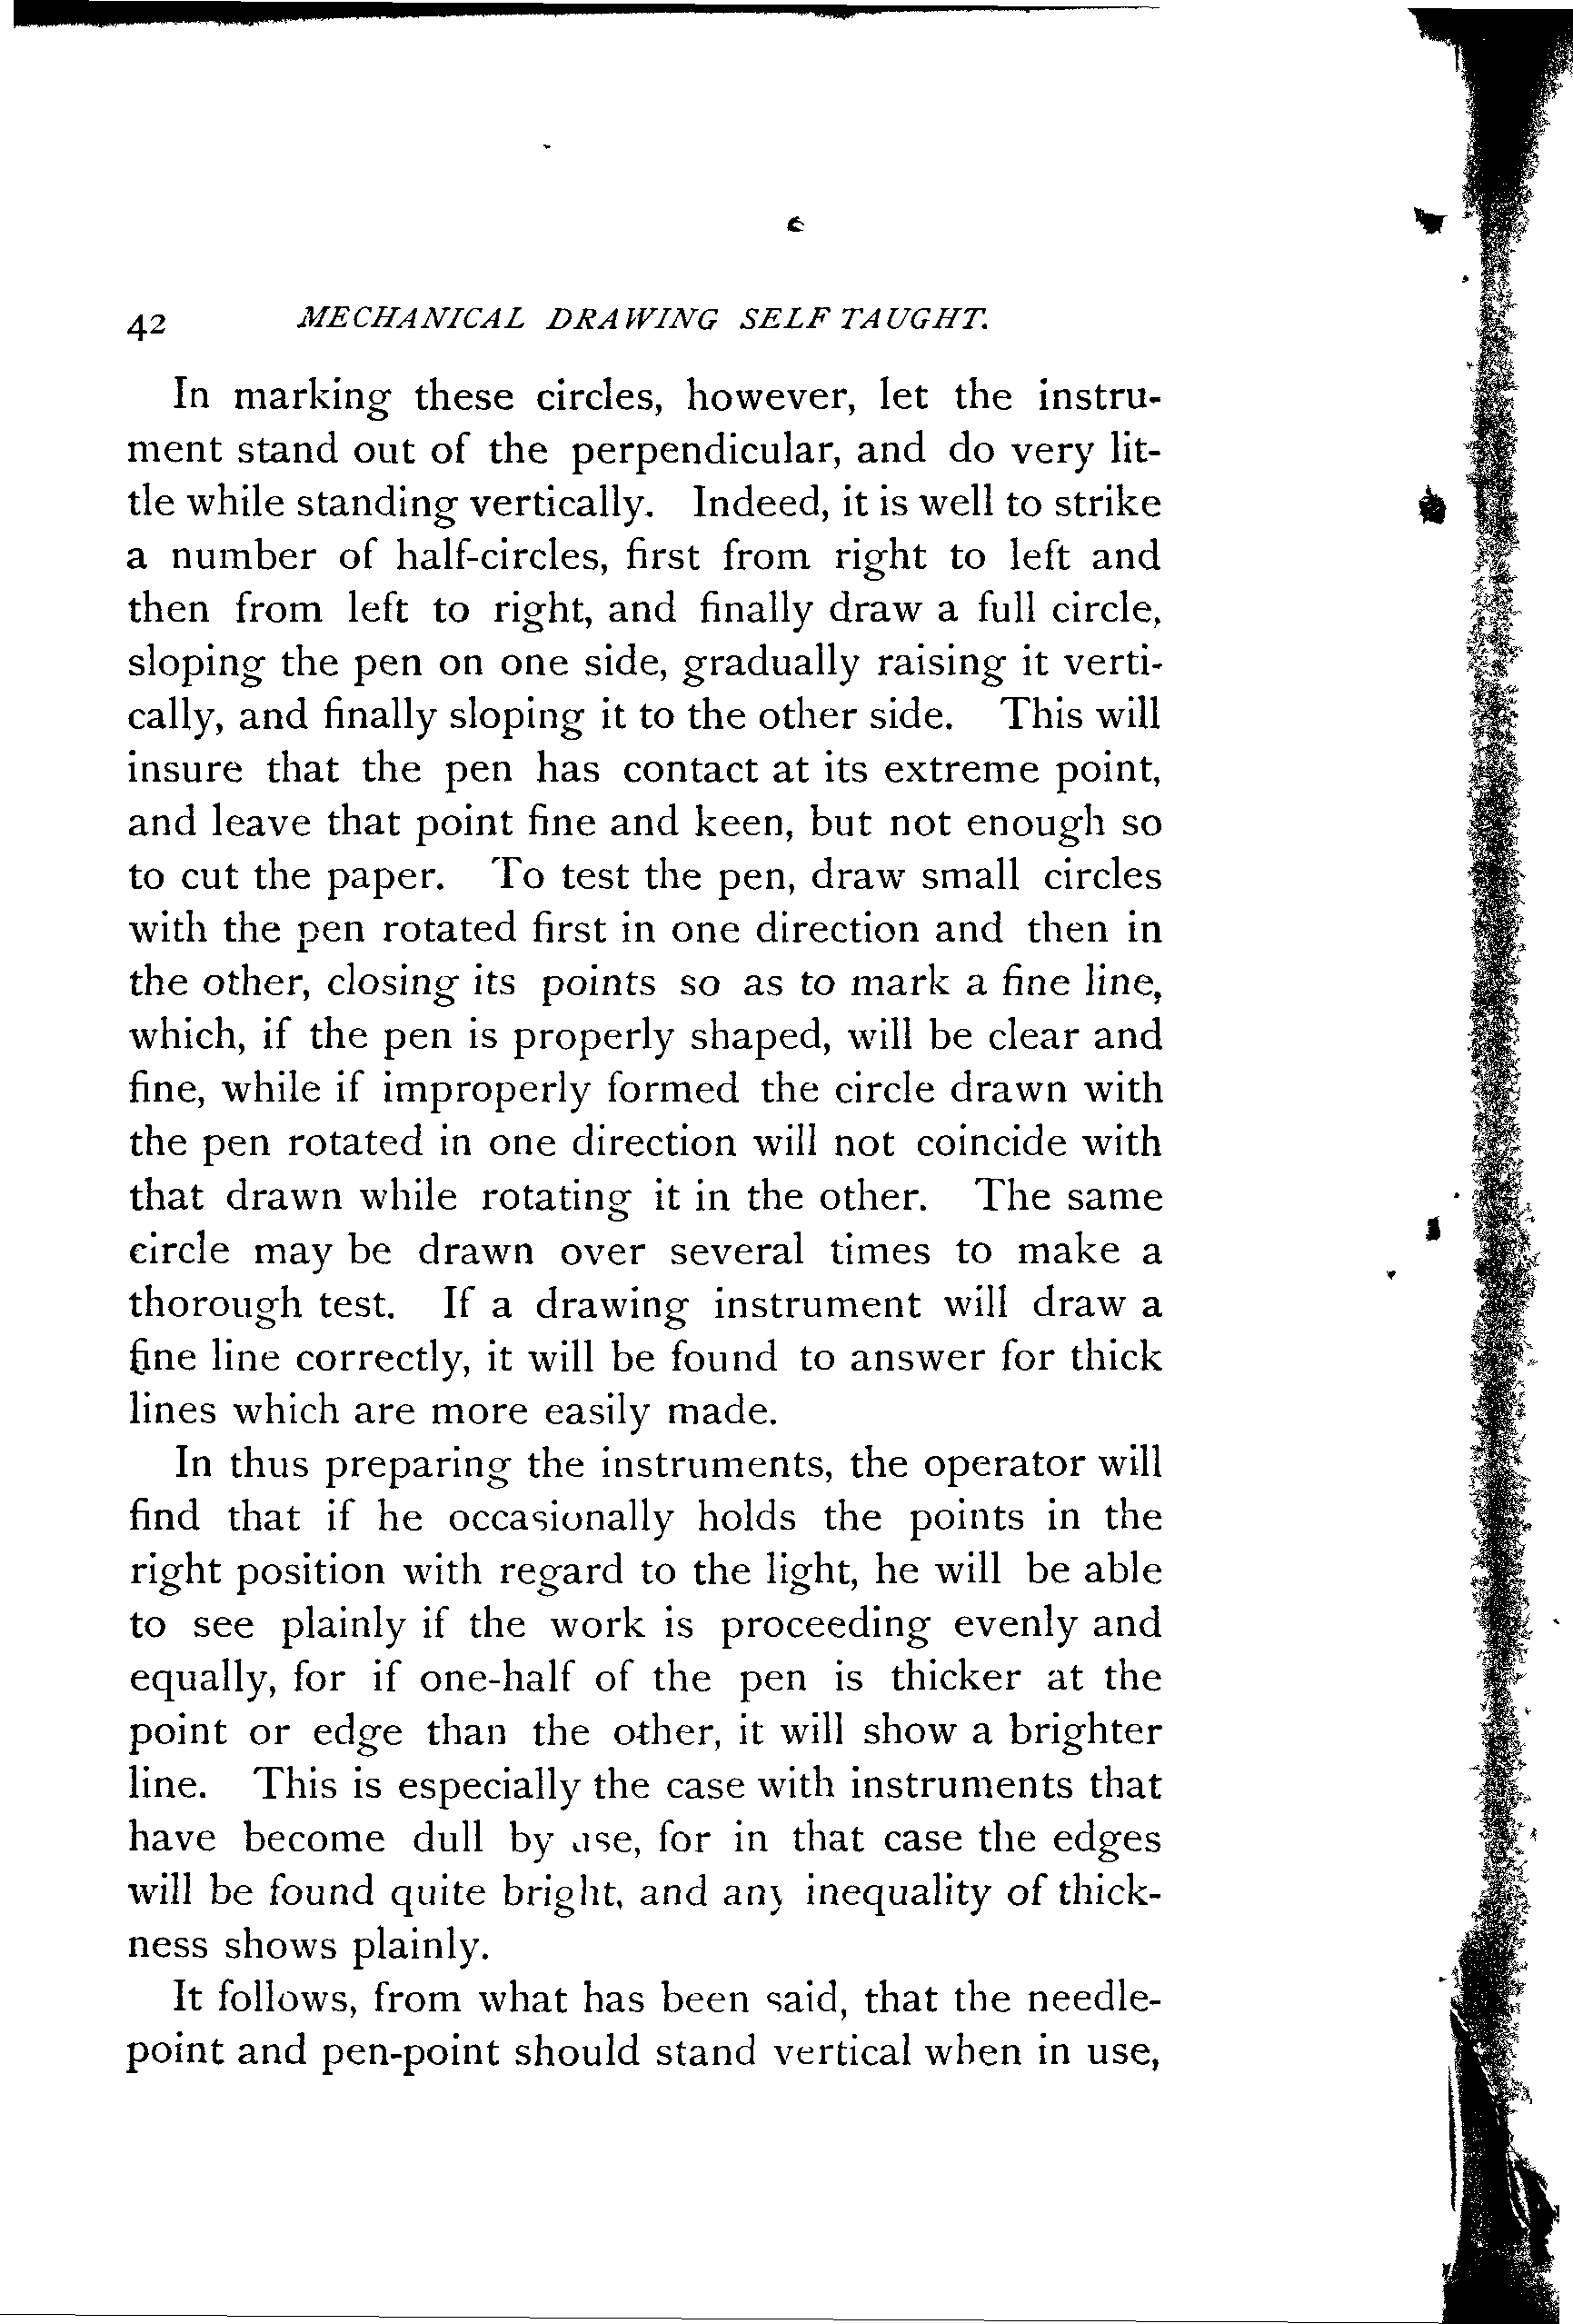 42 MECHANICAL DRAWING SELF TAUGHT.
In marking these circles, however, let the instru-
ment stand out of the perpendicular, and do very lit-
tle while standing vertically. Indeed, it is well to strike
a number of half-circles, first from right to left and
then from left to right, and finally draw a full circle,
sloping the pen on one side, gradually raising it verti-
cally, and finally sloping it to the other side. This will
insure that the pen has contact at its extreme point,
and leave that point fine and keen, but not enough so
to cut the paper. To test the pen, draw small circles
with the pen rotated first in one direction and then in
the other, closing its points so as to mark a fine line,
which, if the pen is properly shaped, will be clear and
fine, while if improperly formed the circle drawn with
the pen rotated in one direction will not coincide with
that drawn while rotating it in the other. The same
circle may be drawn over several times to make a
thorough test. If a drawing instrument will draw a
fine line correctly, it will be found to answer for thick
lines which are more easily made.
In thus preparing the instruments, the operator will
find that if he occasionally holds the points in the
right position with regard to the light, he will be able
to see plainly if the work is proceeding evenly and
equally, for if one-half of the pen is thicker at the
point or edge than the other, it will show a brighter
line. This is especially the case with instruments that
have become dull by use, for in that case the edges
will be found quite bright, and any inequality of thick-
ness shows plainly.
It follows, from what has been said, that the needle-
point and pen-point should stand vertical when in use,